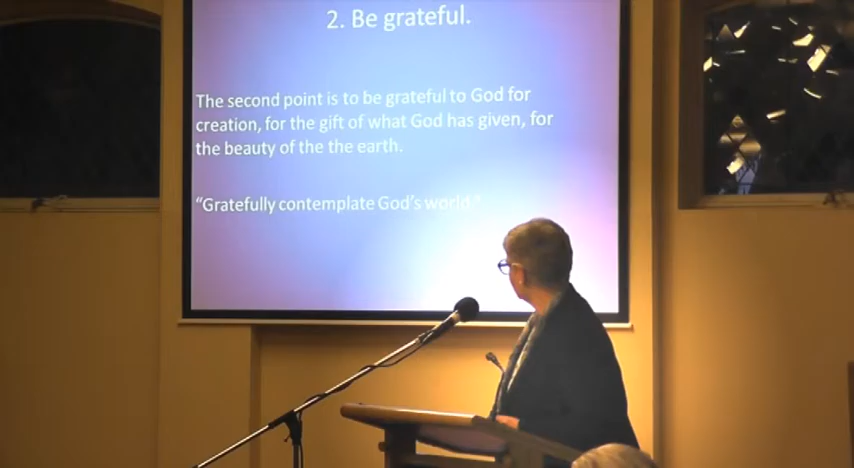 2. Be grateful.
The second point is to be grateful to God for
creation, for the gift of what God has given, for
the beauty of the the earth.
“Gratefully contemplate God’s world.”